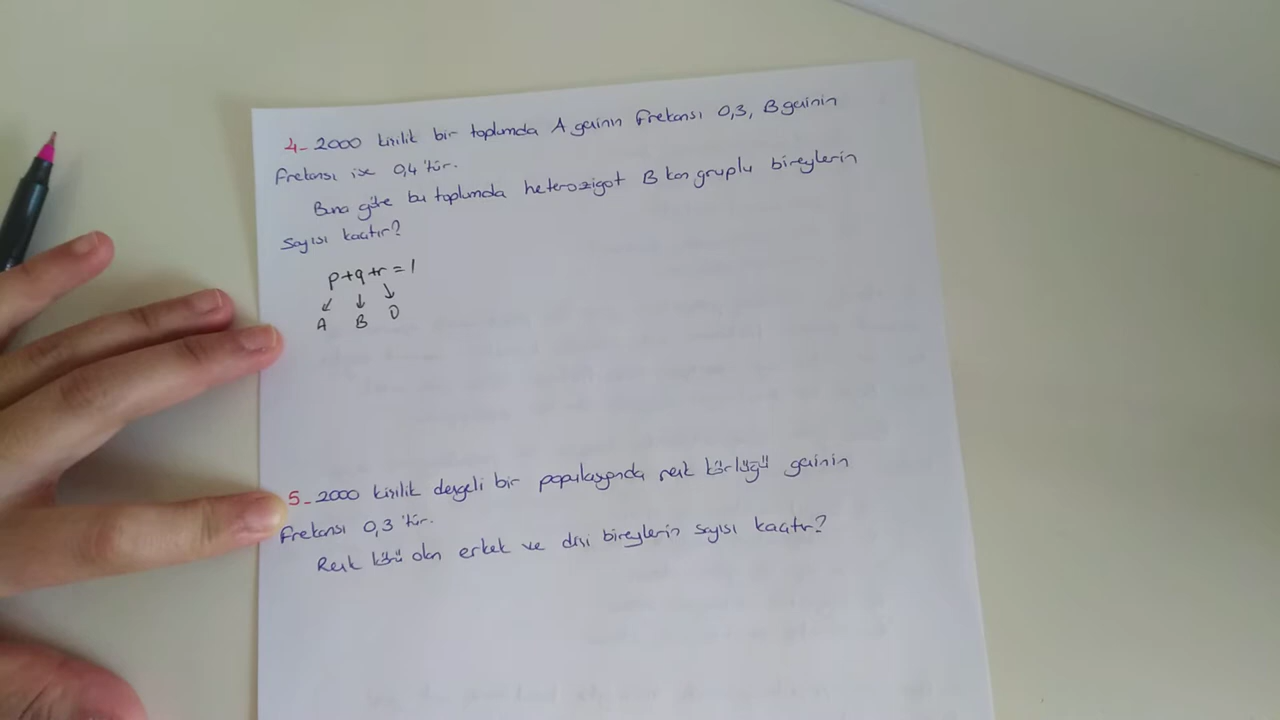 4- 2000 kişilik bir toplumda A geninin frekansı 0,3, B geninin
frekansı ise 0,4'tür.
Buna göre bu toplumda heterozigot B kan gruplu bireylerin
sayısı kaçtır?
p+q+r=1
A B O
5- 2000 kişilik dengeli bir populasyonda renk körlüğü geninin
frekansı 0,3'tür.
Renk körü olan erkek ve dişi bireylerin sayısı kaçtır?